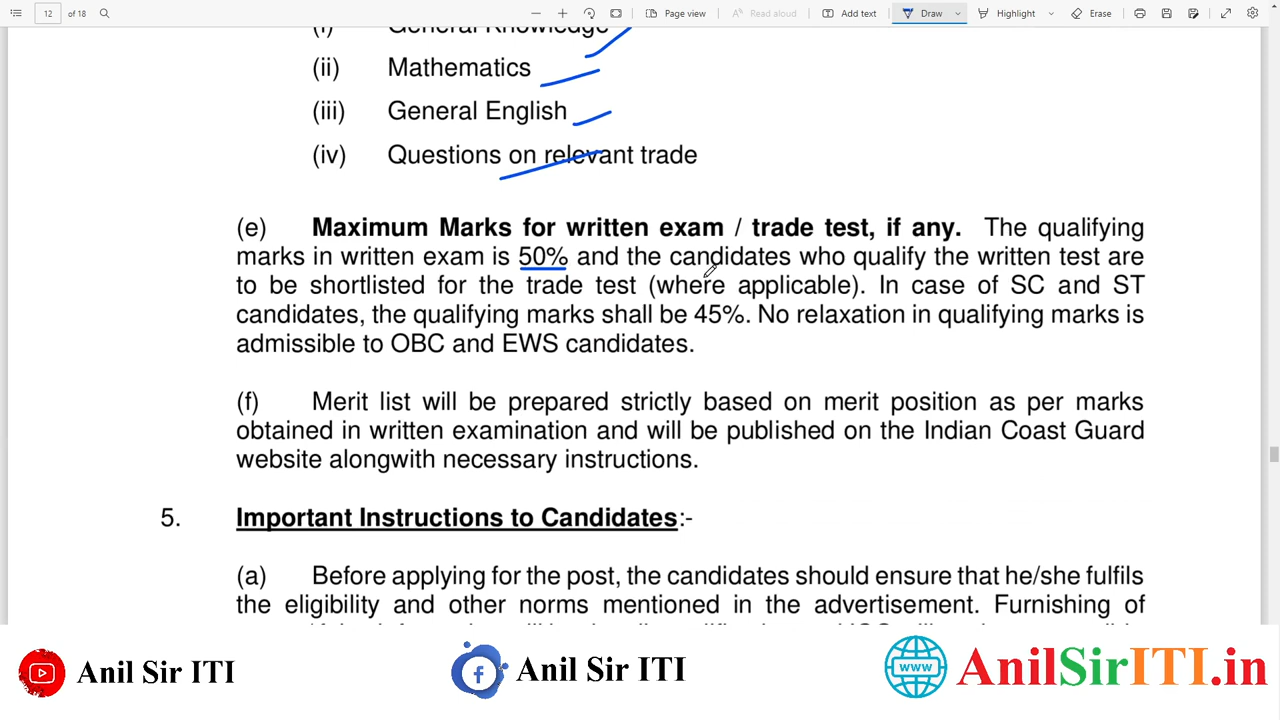 12 of 18 Page view Read aloud Add text Draw Highlight Erase
(i) General Knowledge
(ii) Mathematics
(iii) General English
(iv) Questions on relevant trade
(e) Maximum Marks for written exam / trade test, if any. The qualifying
marks in written exam is 50% and the candidates who qualify the written test are
to be shortlisted for the trade test (where applicable). In case of SC and ST
candidates, the qualifying marks shall be 45%. No relaxation in qualifying marks is
admissible to OBC and EWS candidates.
(f) Merit list will be prepared strictly based on merit position as per marks
obtained in written examination and will be published on the Indian Coast Guard
website alongwith necessary instructions.
5. Important Instructions to Candidates:-
(a) Before applying for the post, the candidates should ensure that he/she fulfils
the eligibility and other norms mentioned in the advertisement. Furnishing of
Anil Sir ITI f Anil Sir ITI www AnilSirITI.in